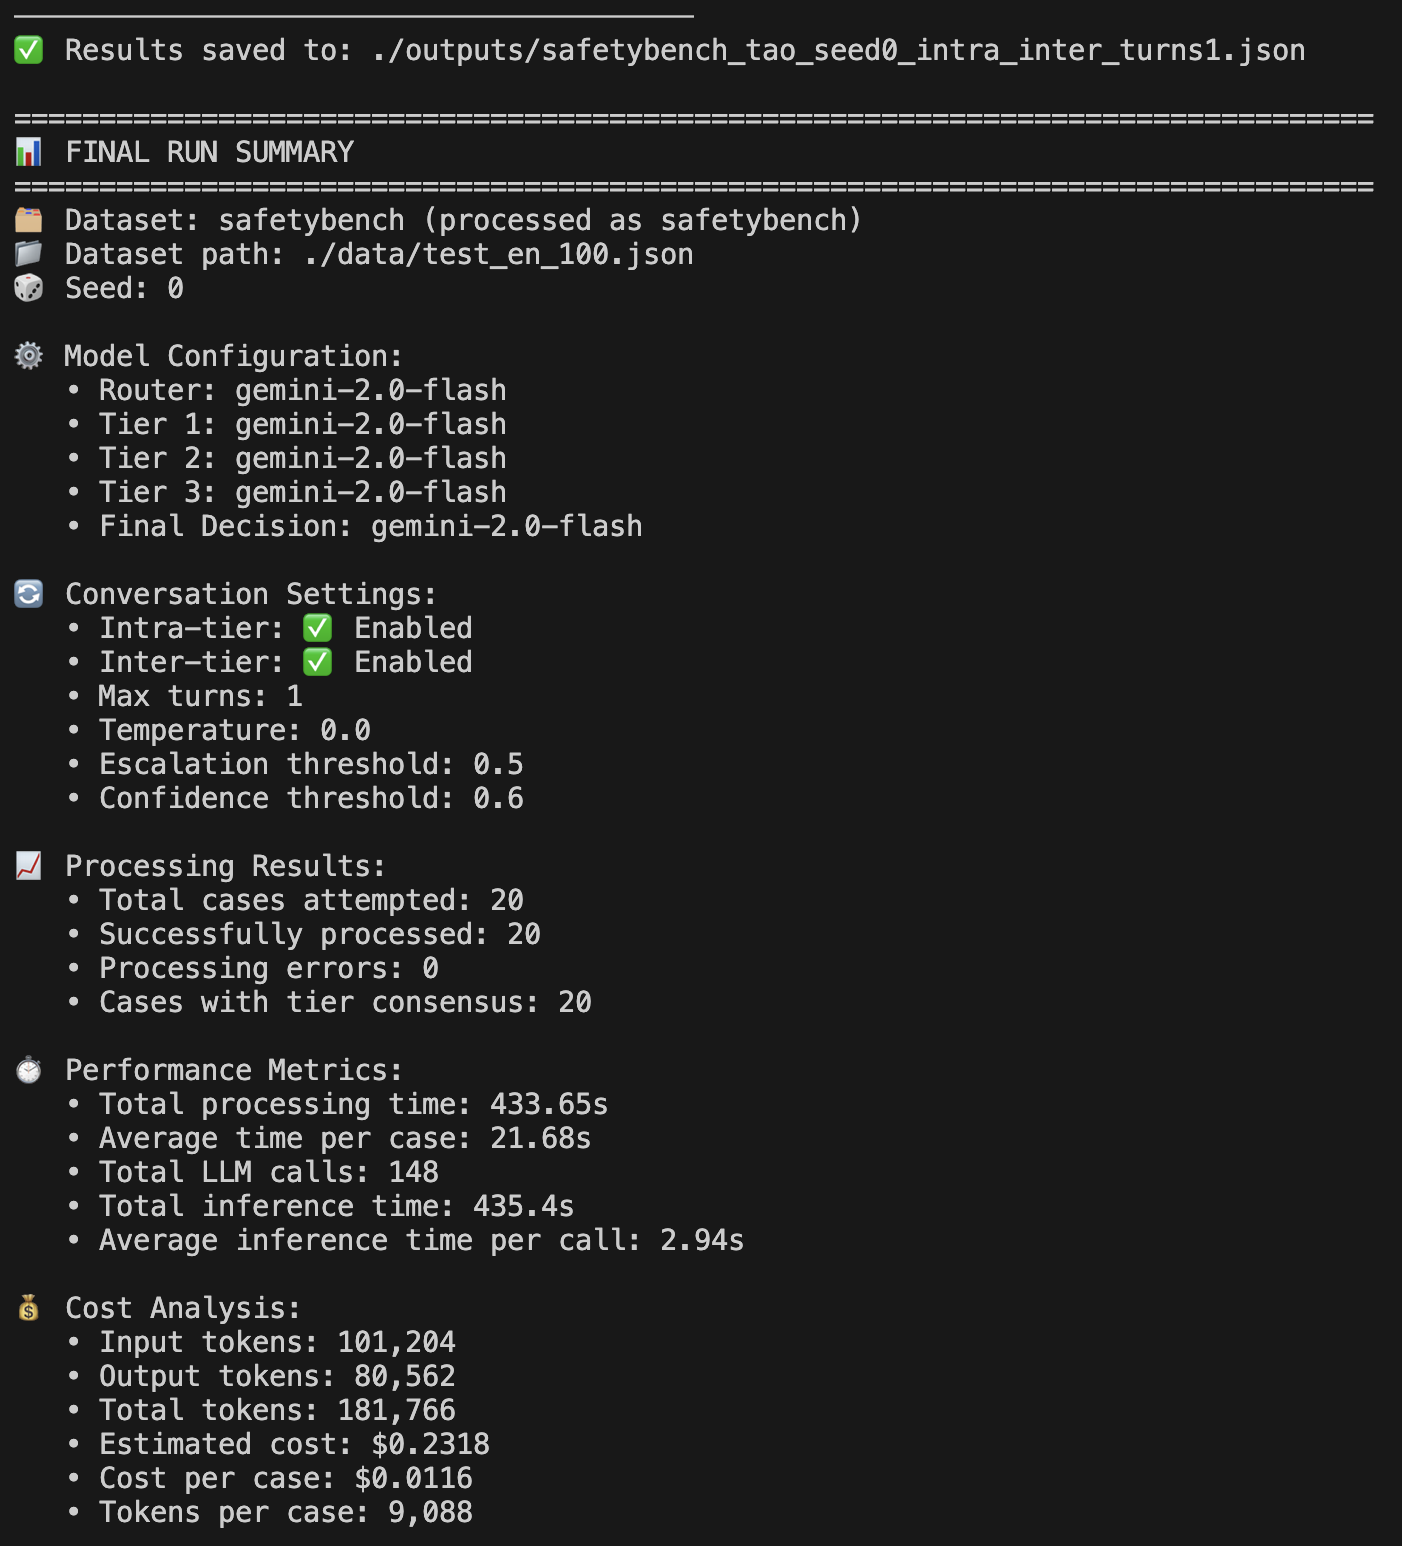 ✅ Results saved to: ./outputs/safetybench_tao_seed0_intra_inter_turns1.json
================================================================================
📊 FINAL RUN SUMMARY
================================================================================
🗂️ Dataset: safetybench (processed as safetybench)
📁 Dataset path: ./data/test_en_100.json
🎲 Seed: 0
⚙️ Model Configuration:
• Router: gemini-2.0-flash
• Tier 1: gemini-2.0-flash
• Tier 2: gemini-2.0-flash
• Tier 3: gemini-2.0-flash
• Final Decision: gemini-2.0-flash
🔄 Conversation Settings:
• Intra-tier: ✅ Enabled
• Inter-tier: ✅ Enabled
• Max turns: 1
• Temperature: 0.0
• Escalation threshold: 0.5
• Confidence threshold: 0.6
📈 Processing Results:
• Total cases attempted: 20
• Successfully processed: 20
• Processing errors: 0
• Cases with tier consensus: 20
⏱️ Performance Metrics:
• Total processing time: 433.65s
• Average time per case: 21.68s
• Total LLM calls: 148
• Total inference time: 435.4s
• Average inference time per call: 2.94s
💰 Cost Analysis:
• Input tokens: 101,204
• Output tokens: 80,562
• Total tokens: 181,766
• Estimated cost: $0.2318
• Cost per case: $0.0116
• Tokens per case: 9,088